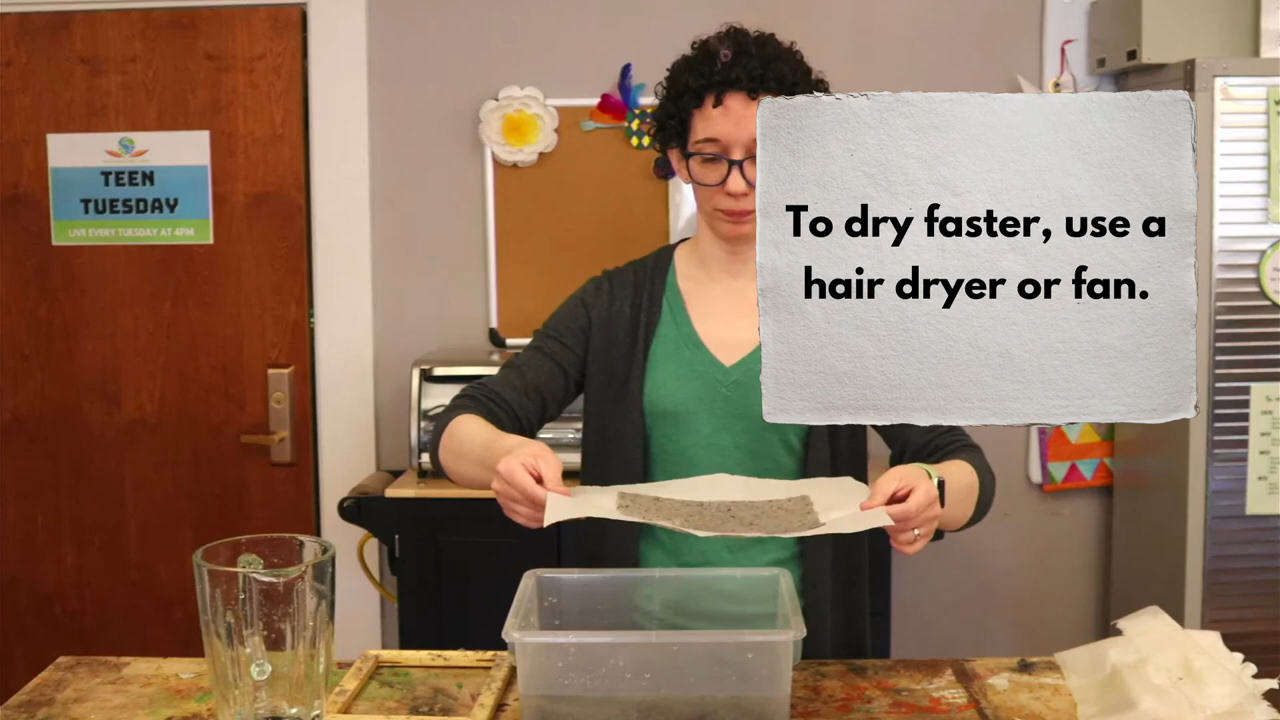 TEEN
TUESDAY
LIVE EVERY TUESDAY AT 4PM
To dry faster, use a
hair dryer or fan.